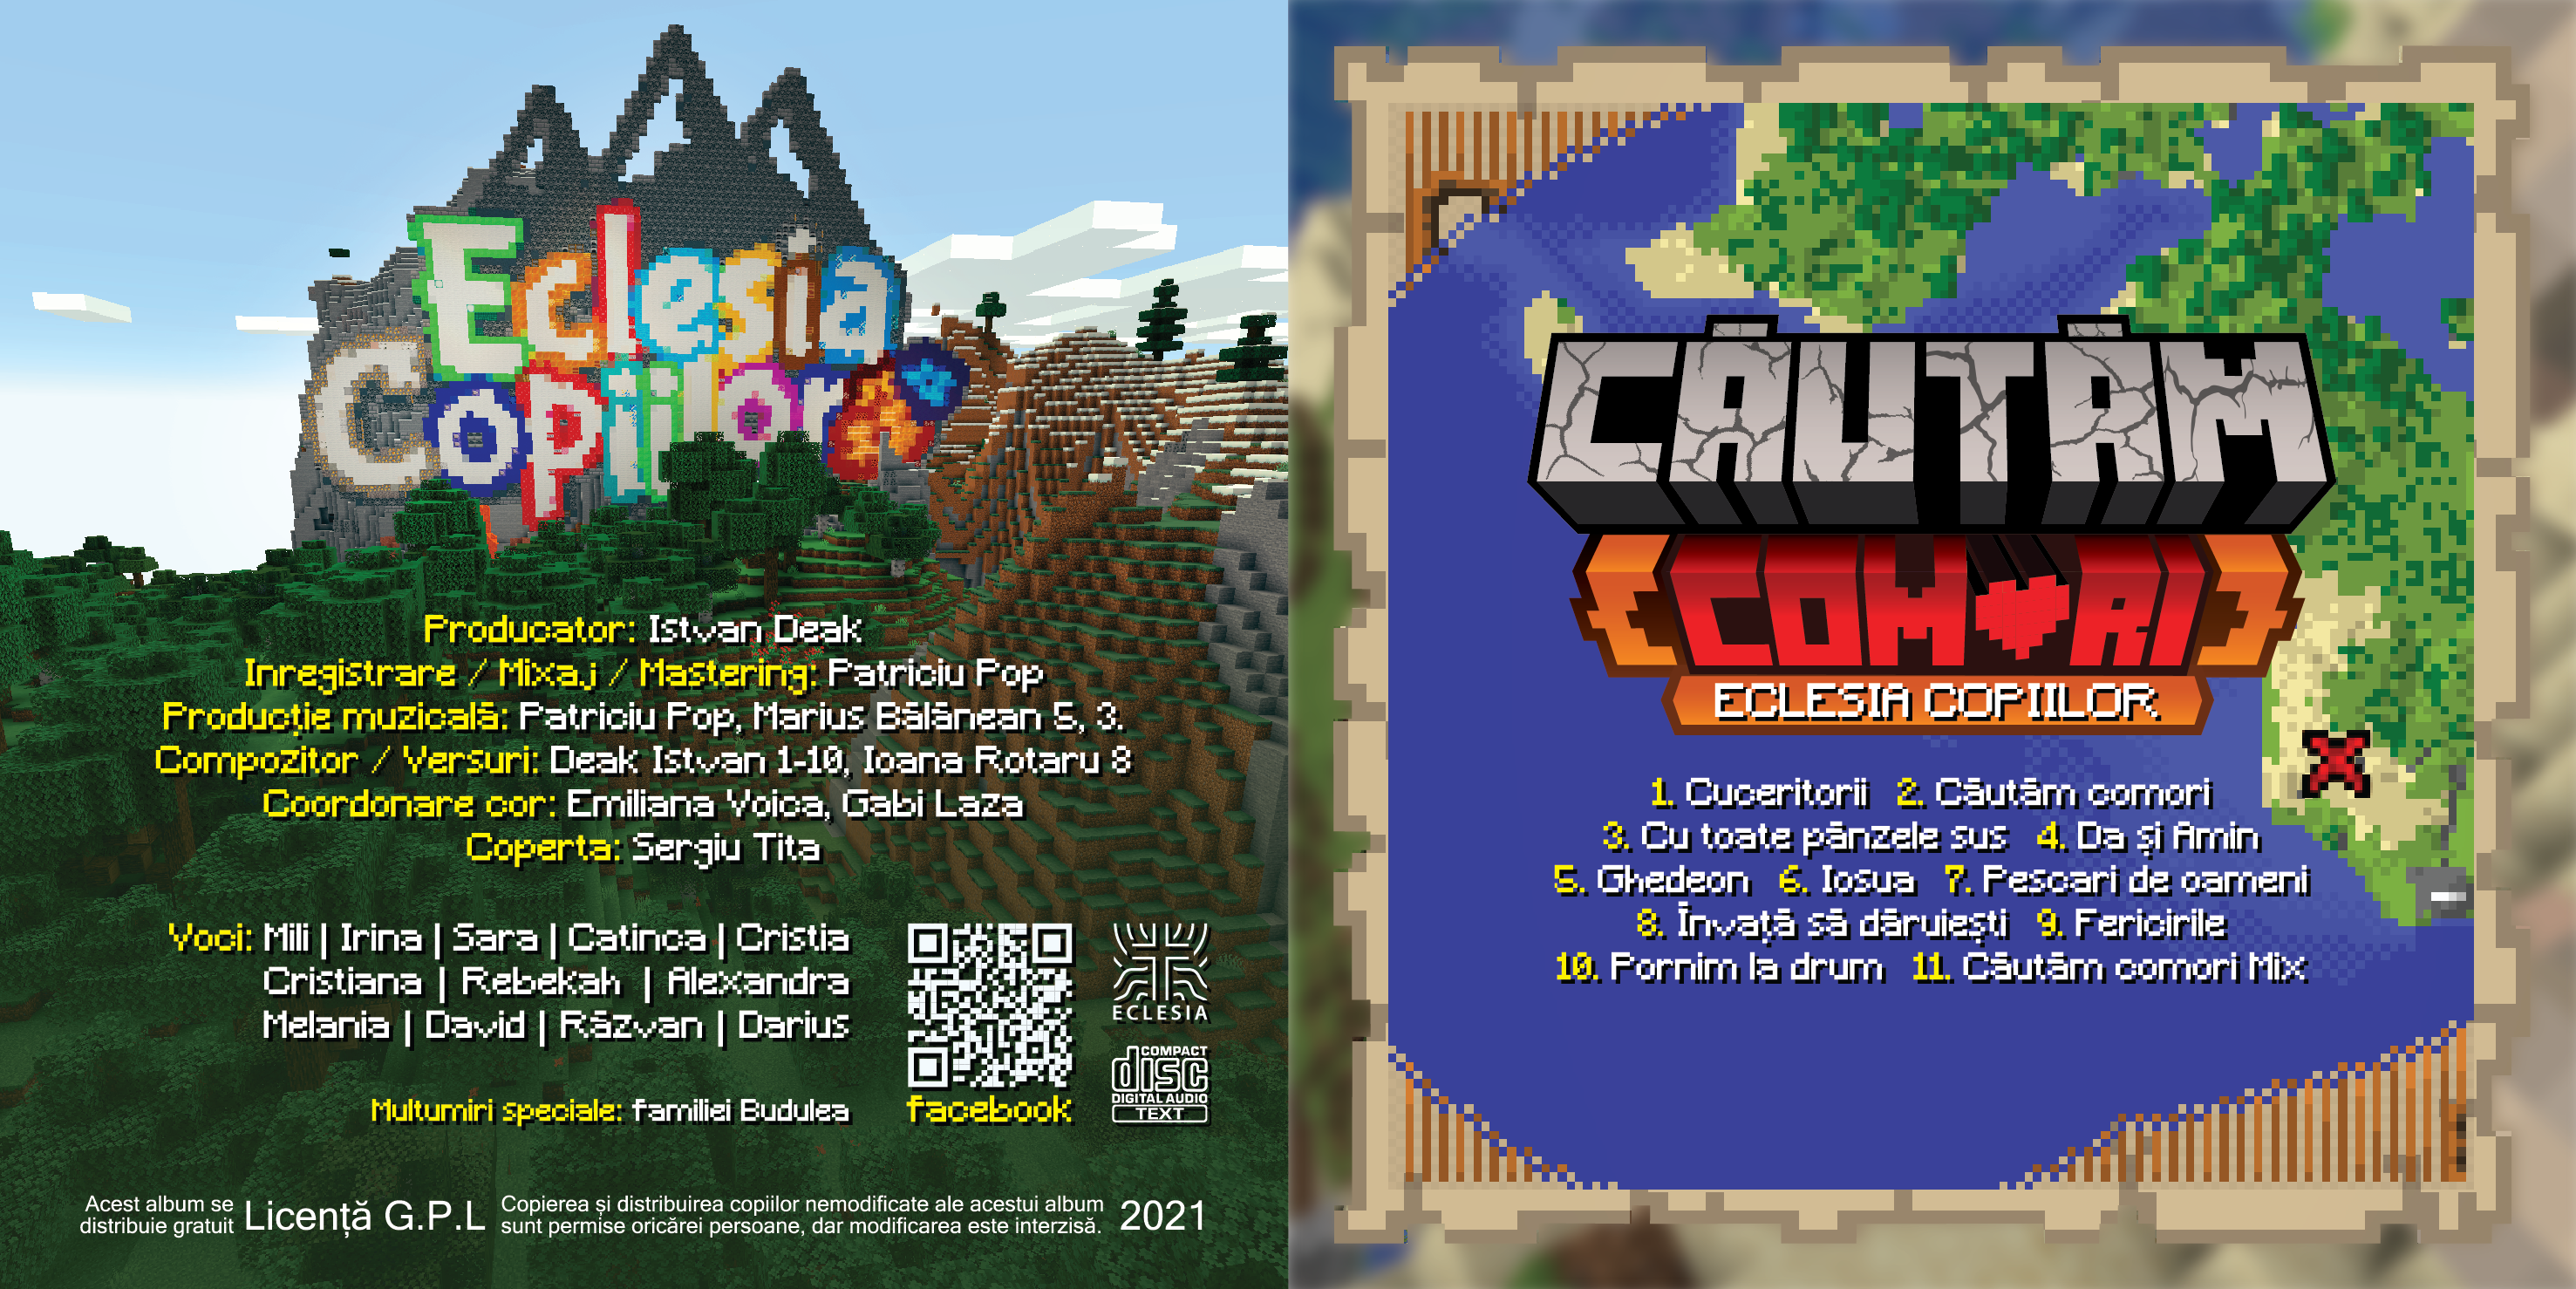 Eclesia
Copiilor
Producator: Istvan Deak
Inregistrare / Mixaj / Mastering: Patriciu Pop
Producție muzicală: Patriciu Pop, Marius Bălănean 5, 3.
Compozitor / Versuri: Deak Istvan 1-10, Ioana Rotaru 8
Coordonare cor: Emiliana Voica, Gabi Laza
Coperta: Sergiu Tita
Voci: Mili | Irina | Sara | Catinca | Cristia
Cristiana | Rebekah | Alexandra
Melania | David | Răzvan | Darius
Multumiri speciale: familiei Budulea
facebook
ECLESIA
COMPACT
disc
DIGITAL AUDIO
TEXT
Acest album se
distribuie gratuit
Licență G.P.L
Copierea și distribuirea copiilor nemodificate ale acestui album
sunt permise oricărei persoane, dar modificarea este interzisă.
2021
CĂUTĂM
COM♥RI
ECLESIA COPIILOR
1. Cuceritorii 2. Căutăm comori
3. Cu toate pânzele sus 4. Da și Amin
5. Ghedeon 6. Iosua 7. Pescari de oameni
8. Învață să dăruiești 9. Fericirile
10. Pornim la drum 11. Căutăm comori Mix